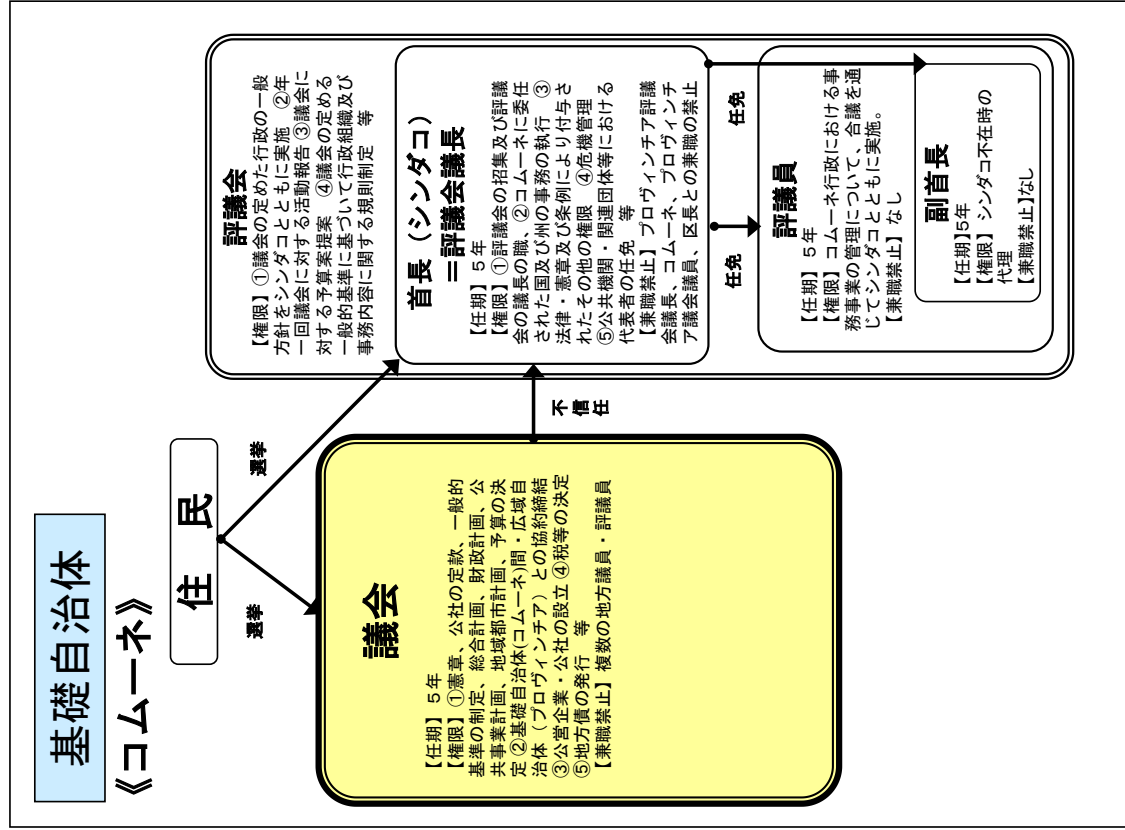 基礎自治体
《コムーネ》
住 民
選挙
選挙
議会
【任期】５年
【権限】①憲章、公社の定款、一般的
基準の制定、総合計画、財政計画、公
共事業計画、地域都市計画、予算の決
定 ②基礎自治体(コムーネ)間・広域自
治体（プロヴィンチア）との協約締結
③公営企業・公社の設立 ④税等の決定
⑤地方債の発行　等
【兼職禁止】複数の地方議員・評議員
不信任
評議会
【権限】①議会の定めた行政の一般
方針をシンダコとともに実施　②年
一回議会に対する活動報告 ③議会に
対する予算案提案　④議会の定める
一般的基準に基づいて行政組織及び
事務内容に関する規則制定　等
首長（シンダコ）
＝評議会議長
【任期】５年
【権限】①評議会の招集及び評議
会の議長の職、②コムーネに委任
された国及び州の事務の執行　③
法律・憲章及び条例により付与さ
れたその他の権限　④危機管理
⑤公共機関・関連団体等における
代表者の任免　等
【兼職禁止】プロヴィンチア評議
会議長、コムーネ、プロヴィンチ
ア議会議員、区長との兼職の禁止
任免
任免
評議員
【任期】５年
【権限】コムーネ行政における事
務事業の管理について、合議を通
じてシンダコとともに実施。
【兼職禁止】なし
副首長
【任期】5年
【権限】シンダコ不在時の
代理
【兼職禁止】なし